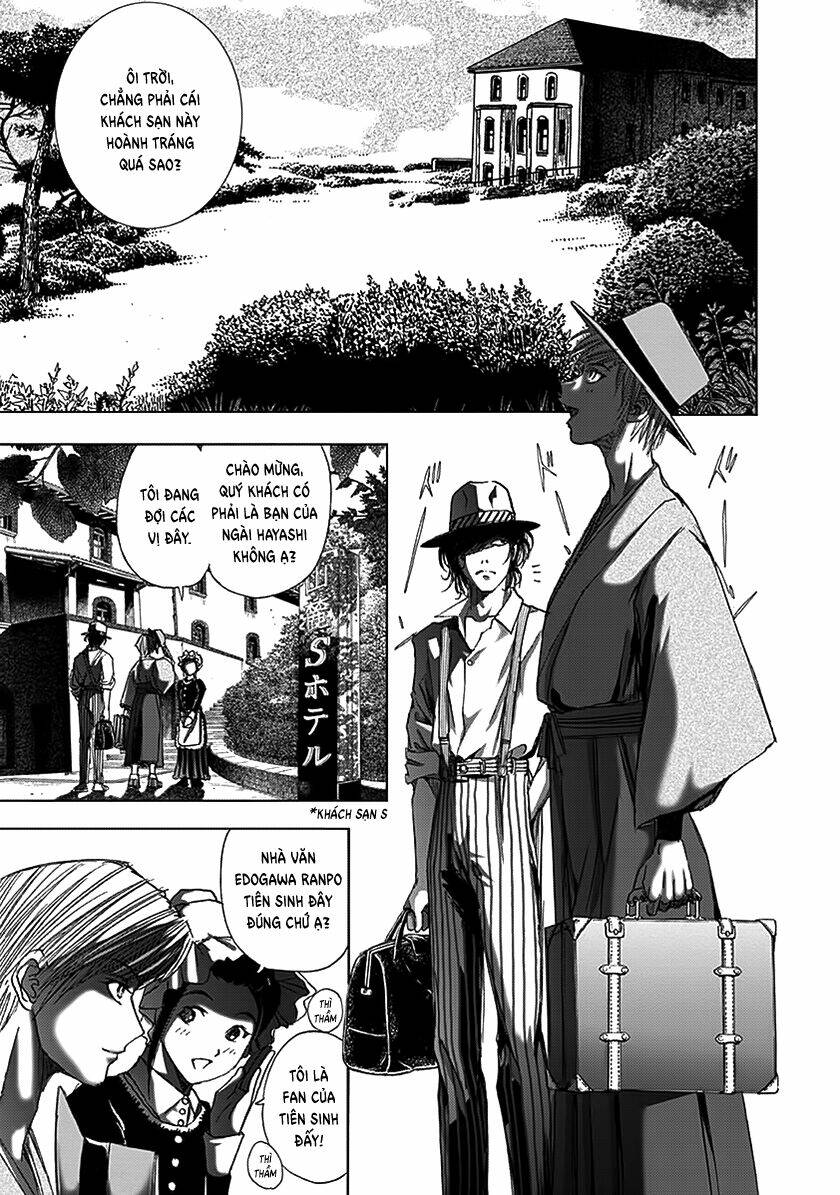 ÔI TRỜI,
CHẲNG PHẢI CÁI
KHÁCH SẠN NÀY
HOÀNH TRÁNG
QUÁ SAO?
CHÀO MỪNG,
QUÝ KHÁCH CÓ
PHẢI LÀ BẠN CỦA
NGÀI HAYASHI
KHÔNG Ạ?
TÔI ĐANG
ĐỢI CÁC
VỊ ĐÂY.
Sホテル
*KHÁCH SẠN S
NHÀ VĂN
EDOGAWA RANPO
TIÊN SINH ĐÂY
ĐÚNG CHỨ Ạ?
THÌ
THẦM
TÔI LÀ
FAN CỦA
TIÊN SINH
ĐẤY!
THÌ
THẦM